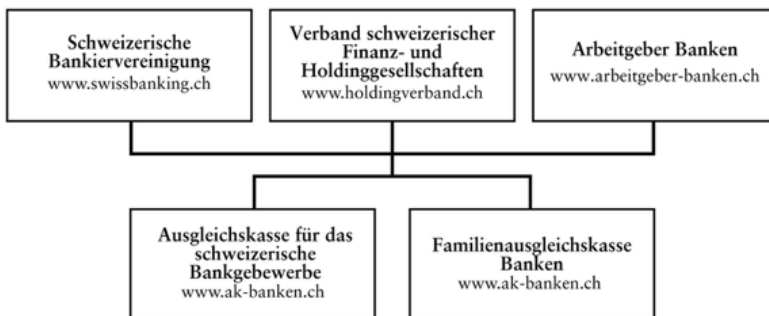 Schweizerische
Bankiervereinigung
www.swissbanking.ch
Verband schweizerischer
Finanz- und
Holdinggesellschaften
www.holdingverband.ch
Arbeitgeber Banken
www.arbeitgeber-banken.ch
Ausgleichskasse für das
schweizerische
Bankgebewerbe
www.ak-banken.ch
Familienausgleichskasse
Banken
www.ak-banken.ch